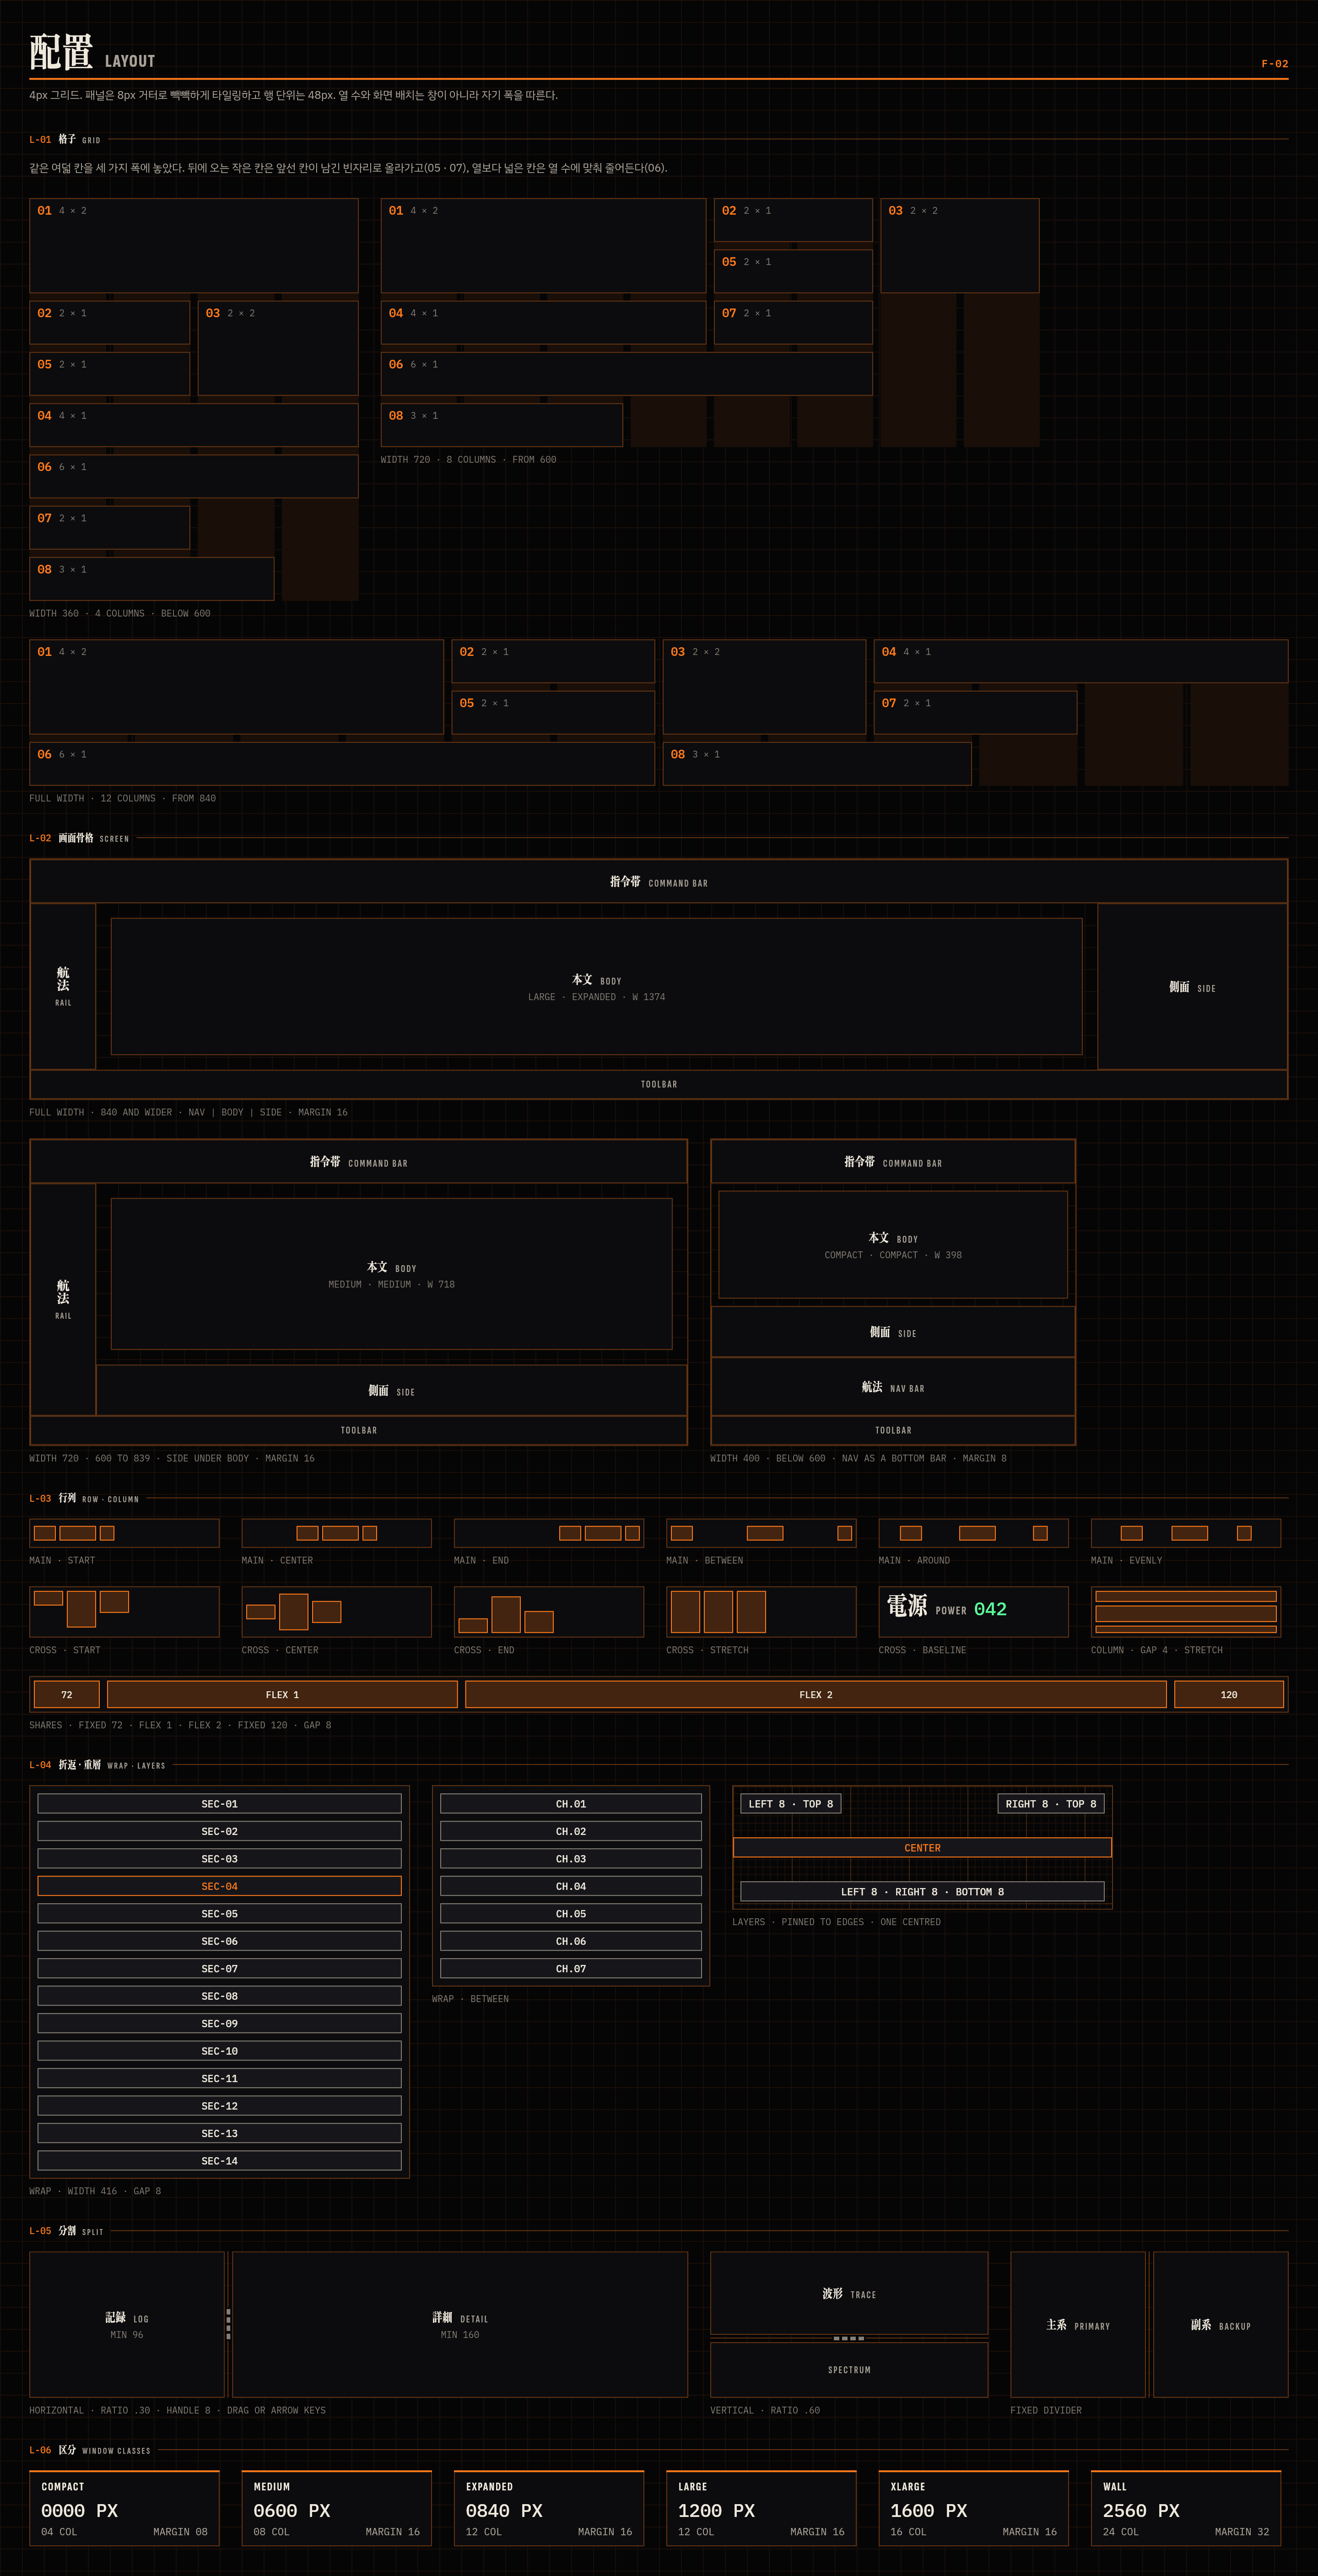 配置 LAYOUT
F-02
4px 그리드. 패널은 8px 거터로 빽빽하게 타일링하고 행 단위는 48px. 열 수와 화면 배치는 창이 아니라 자기 폭을 따른다.
L-01 格子 GRID
같은 여덟 칸을 세 가지 폭에 놓았다. 뒤에 오는 작은 칸은 앞선 칸이 남긴 빈자리로 올라가고(05 · 07), 열보다 넓은 칸은 열 수에 맞춰 줄어든다(06).
01 4 × 2
02 2 × 1
03 2 × 2
05 2 × 1
04 4 × 1
06 6 × 1
07 2 × 1
08 3 × 1
WIDTH 360 · 4 COLUMNS · BELOW 600
01 4 × 2
02 2 × 1
03 2 × 2
05 2 × 1
04 4 × 1
07 2 × 1
06 6 × 1
08 3 × 1
WIDTH 720 · 8 COLUMNS · FROM 600
01 4 × 2
02 2 × 1
03 2 × 2
04 4 × 1
05 2 × 1
07 2 × 1
06 6 × 1
08 3 × 1
FULL WIDTH · 12 COLUMNS · FROM 840
L-02 画面骨格 SCREEN
指令帯 COMMAND BAR
航法
RAIL
本文 BODY
LARGE · EXPANDED · W 1374
側面 SIDE
TOOLBAR
FULL WIDTH · 840 AND WIDER · NAV | BODY | SIDE · MARGIN 16
指令帯 COMMAND BAR
航法
RAIL
本文 BODY
MEDIUM · MEDIUM · W 718
側面 SIDE
TOOLBAR
WIDTH 720 · 600 TO 839 · SIDE UNDER BODY · MARGIN 16
指令帯 COMMAND BAR
本文 BODY
COMPACT · COMPACT · W 398
側面 SIDE
航法 NAV BAR
TOOLBAR
WIDTH 400 · BELOW 600 · NAV AS A BOTTOM BAR · MARGIN 8
L-03 行列 ROW · COLUMN
MAIN · START
MAIN · CENTER
MAIN · END
MAIN · BETWEEN
MAIN · AROUND
MAIN · EVENLY
電源 POWER 042
CROSS · START
CROSS · CENTER
CROSS · END
CROSS · STRETCH
CROSS · BASELINE
COLUMN · GAP 4 · STRETCH
72
FLEX 1
FLEX 2
120
SHARES · FIXED 72 · FLEX 1 · FLEX 2 · FIXED 120 · GAP 8
L-04 折返・重層 WRAP · LAYERS
SEC-01
SEC-02
SEC-03
SEC-04
SEC-05
SEC-06
SEC-07
SEC-08
SEC-09
SEC-10
SEC-11
SEC-12
SEC-13
SEC-14
WRAP · WIDTH 416 · GAP 8
CH.01
CH.02
CH.03
CH.04
CH.05
CH.06
CH.07
WRAP · BETWEEN
LEFT 8 · TOP 8
RIGHT 8 · TOP 8
CENTER
LEFT 8 · RIGHT 8 · BOTTOM 8
LAYERS · PINNED TO EDGES · ONE CENTRED
L-05 分割 SPLIT
記録 LOG
MIN 96
詳細 DETAIL
MIN 160
HORIZONTAL · RATIO .30 · HANDLE 8 · DRAG OR ARROW KEYS
波形 TRACE
SPECTRUM
VERTICAL · RATIO .60
主系 PRIMARY
副系 BACKUP
FIXED DIVIDER
L-06 区分 WINDOW CLASSES
COMPACT
0000 PX
04 COL MARGIN 08
MEDIUM
0600 PX
08 COL MARGIN 16
EXPANDED
0840 PX
12 COL MARGIN 16
LARGE
1200 PX
12 COL MARGIN 16
XLARGE
1600 PX
16 COL MARGIN 16
WALL
2560 PX
24 COL MARGIN 32